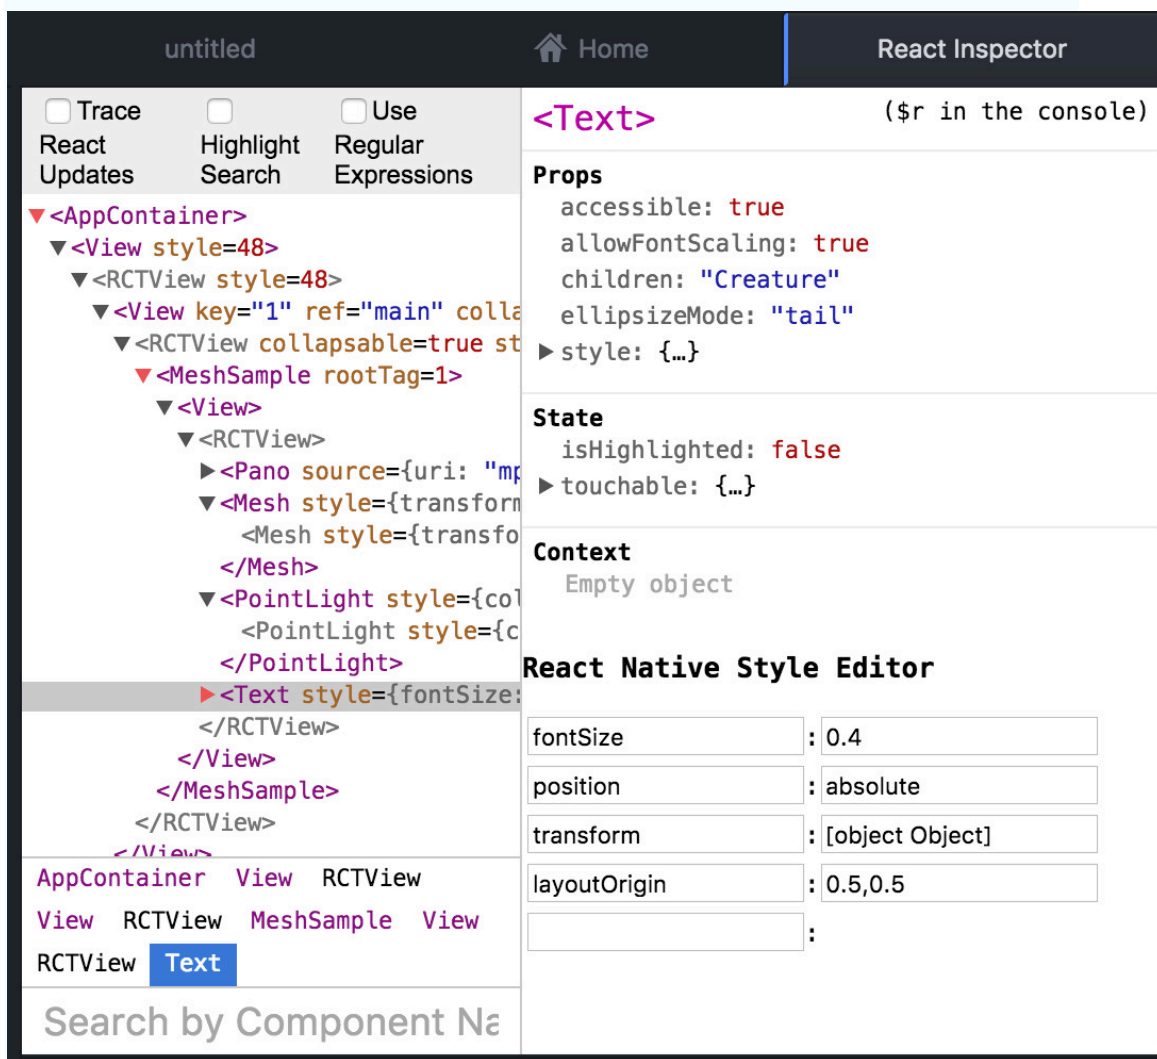 untitled
Home
React Inspector
Trace React Updates
Highlight Search
Use Regular Expressions
▼<AppContainer>
▼<View style=48>
▼<RCTView style=48>
▼<View key="1" ref="main" colla
▼<RCTView collapsable=true st
▼<MeshSample rootTag=1>
▼<View>
▼<RCTView>
▶<Pano source={uri: "mp
▼<Mesh style={transform
<Mesh style={transfo
</Mesh>
▼<PointLight style={col
<PointLight style={c
</PointLight>
▶<Text style={fontSize:
</RCTView>
</View>
</MeshSample>
</RCTView>
</View>
AppContainer View RCTView
View RCTView MeshSample View
RCTView Text
Search by Component Na
<Text>
($r in the console)
Props
accessible: true
allowFontScaling: true
children: "Creature"
ellipsizeMode: "tail"
▶ style: {…}
State
isHighlighted: false
▶ touchable: {…}
Context
Empty object
React Native Style Editor
fontSize : 0.4
position : absolute
transform : [object Object]
layoutOrigin : 0.5,0.5
: